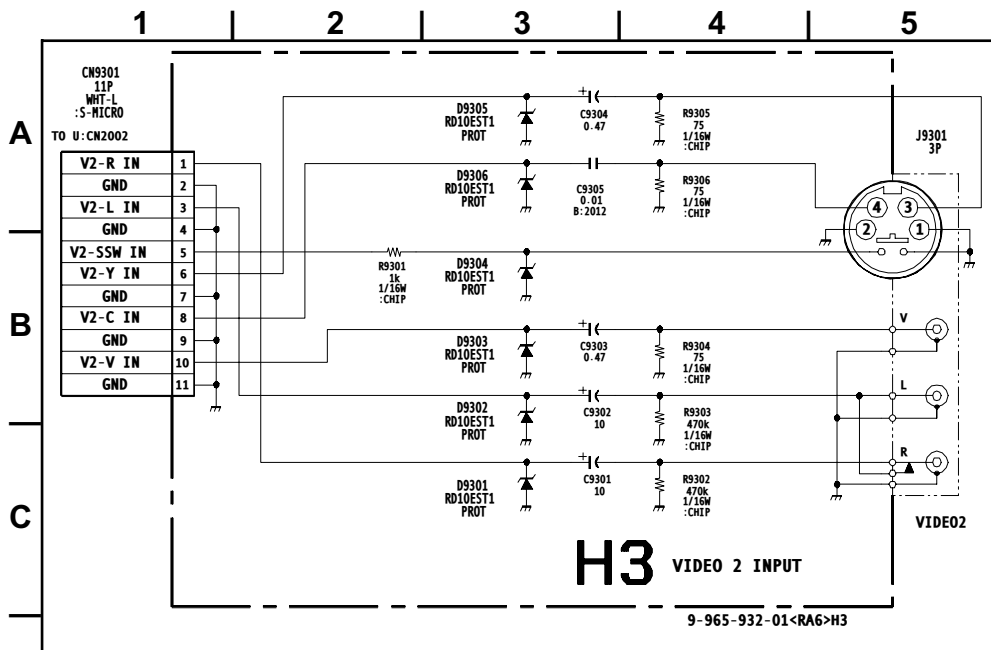 1 2 3 4 5
A
B
C
CN9301
11P
WHT-L
:S-MICRO
TO U:CN2002
V2-R IN 1
GND 2
V2-L IN 3
GND 4
V2-SSW IN 5
V2-Y IN 6
GND 7
V2-C IN 8
GND 9
V2-V IN 10
GND 11
D9305
RD10EST1
PROT
+
C9304
0.47
R9305
75
1/16W
:CHIP
D9306
RD10EST1
PROT
C9305
0.01
B:2012
R9306
75
1/16W
:CHIP
R9301
1k
1/16W
:CHIP
D9304
RD10EST1
PROT
D9303
RD10EST1
PROT
+
C9303
0.47
R9304
75
1/16W
:CHIP
D9302
RD10EST1
PROT
+
C9302
10
R9303
470k
1/16W
:CHIP
D9301
RD10EST1
PROT
+
C9301
10
R9302
470k
1/16W
:CHIP
J9301
3P
4 3
2 1
V
L
R
VIDEO2
H3 VIDEO 2 INPUT
9-965-932-01<RA6>H3